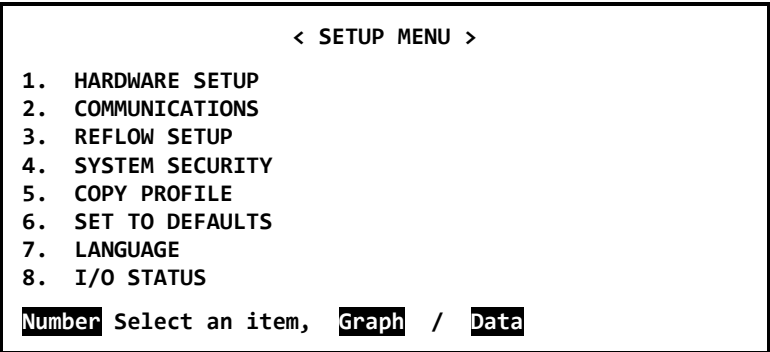 < SETUP MENU >
1. HARDWARE SETUP
2. COMMUNICATIONS
3. REFLOW SETUP
4. SYSTEM SECURITY
5. COPY PROFILE
6. SET TO DEFAULTS
7. LANGUAGE
8. I/O STATUS
Number Select an item, Graph / Data